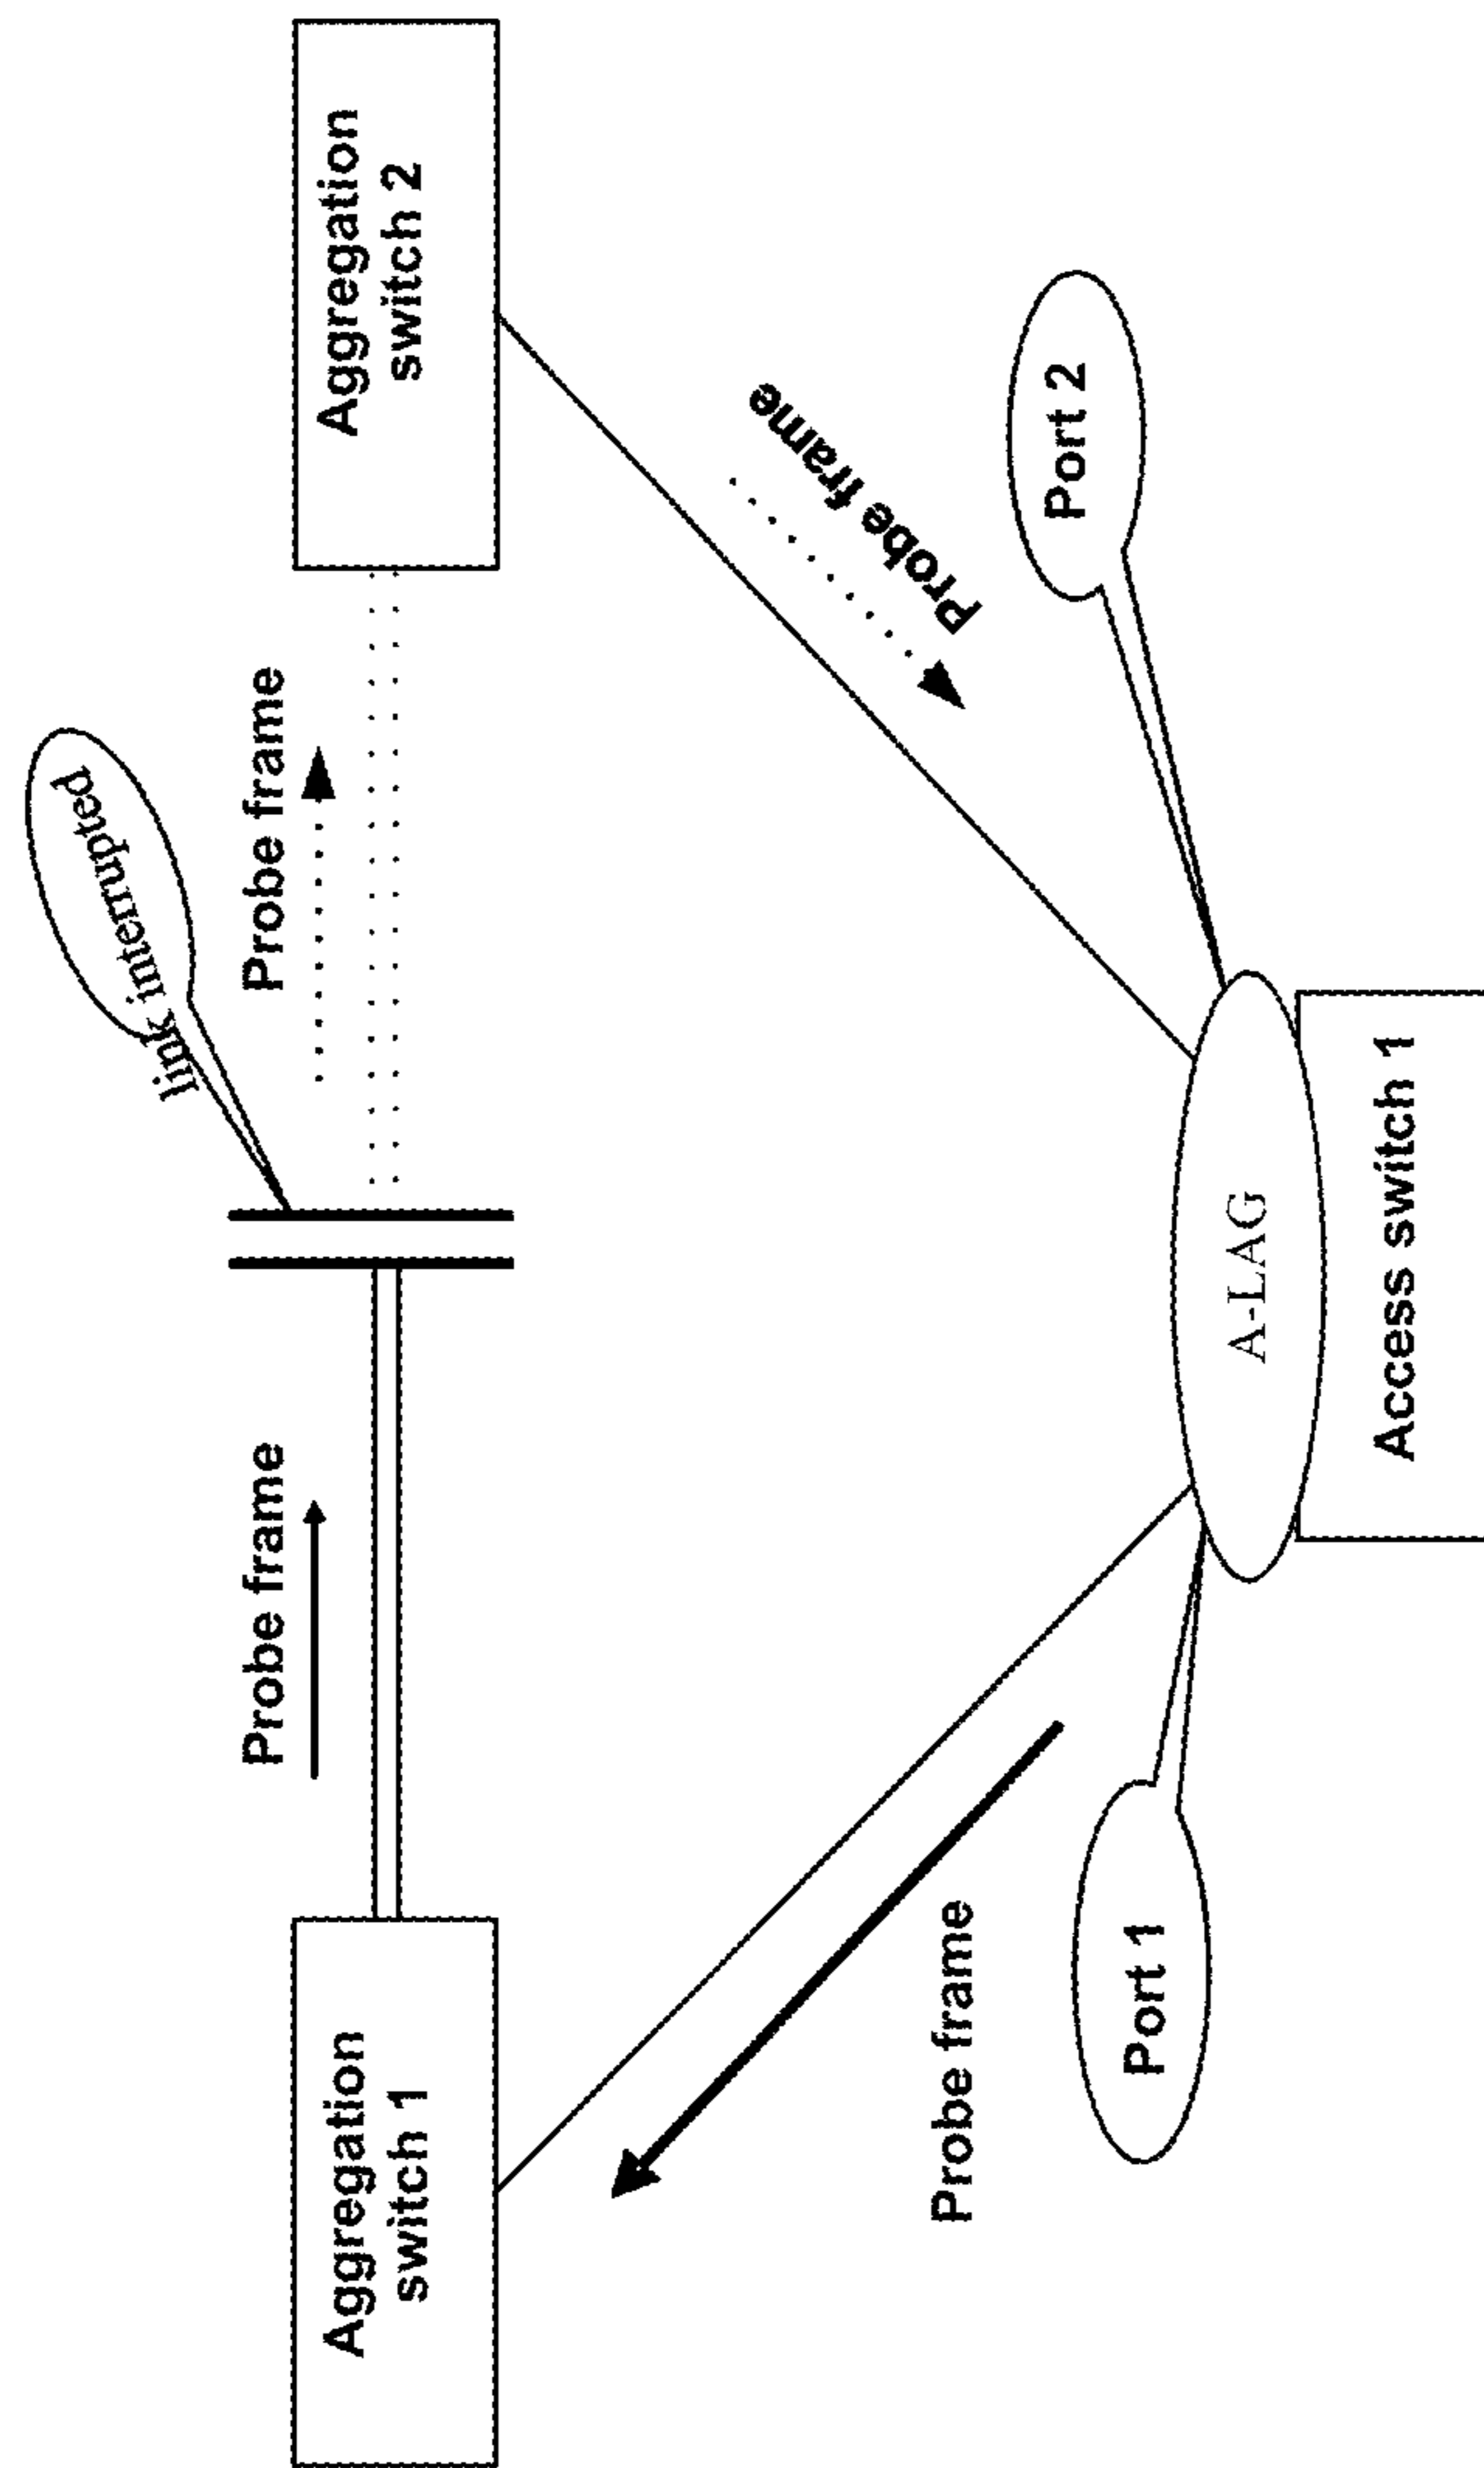 link interrupted
Aggregation
switch 1
Probe frame
Probe frame
Aggregation
switch 2
Probe frame
Probe frame
Port 1
Port 2
A-LAG
Access switch 1